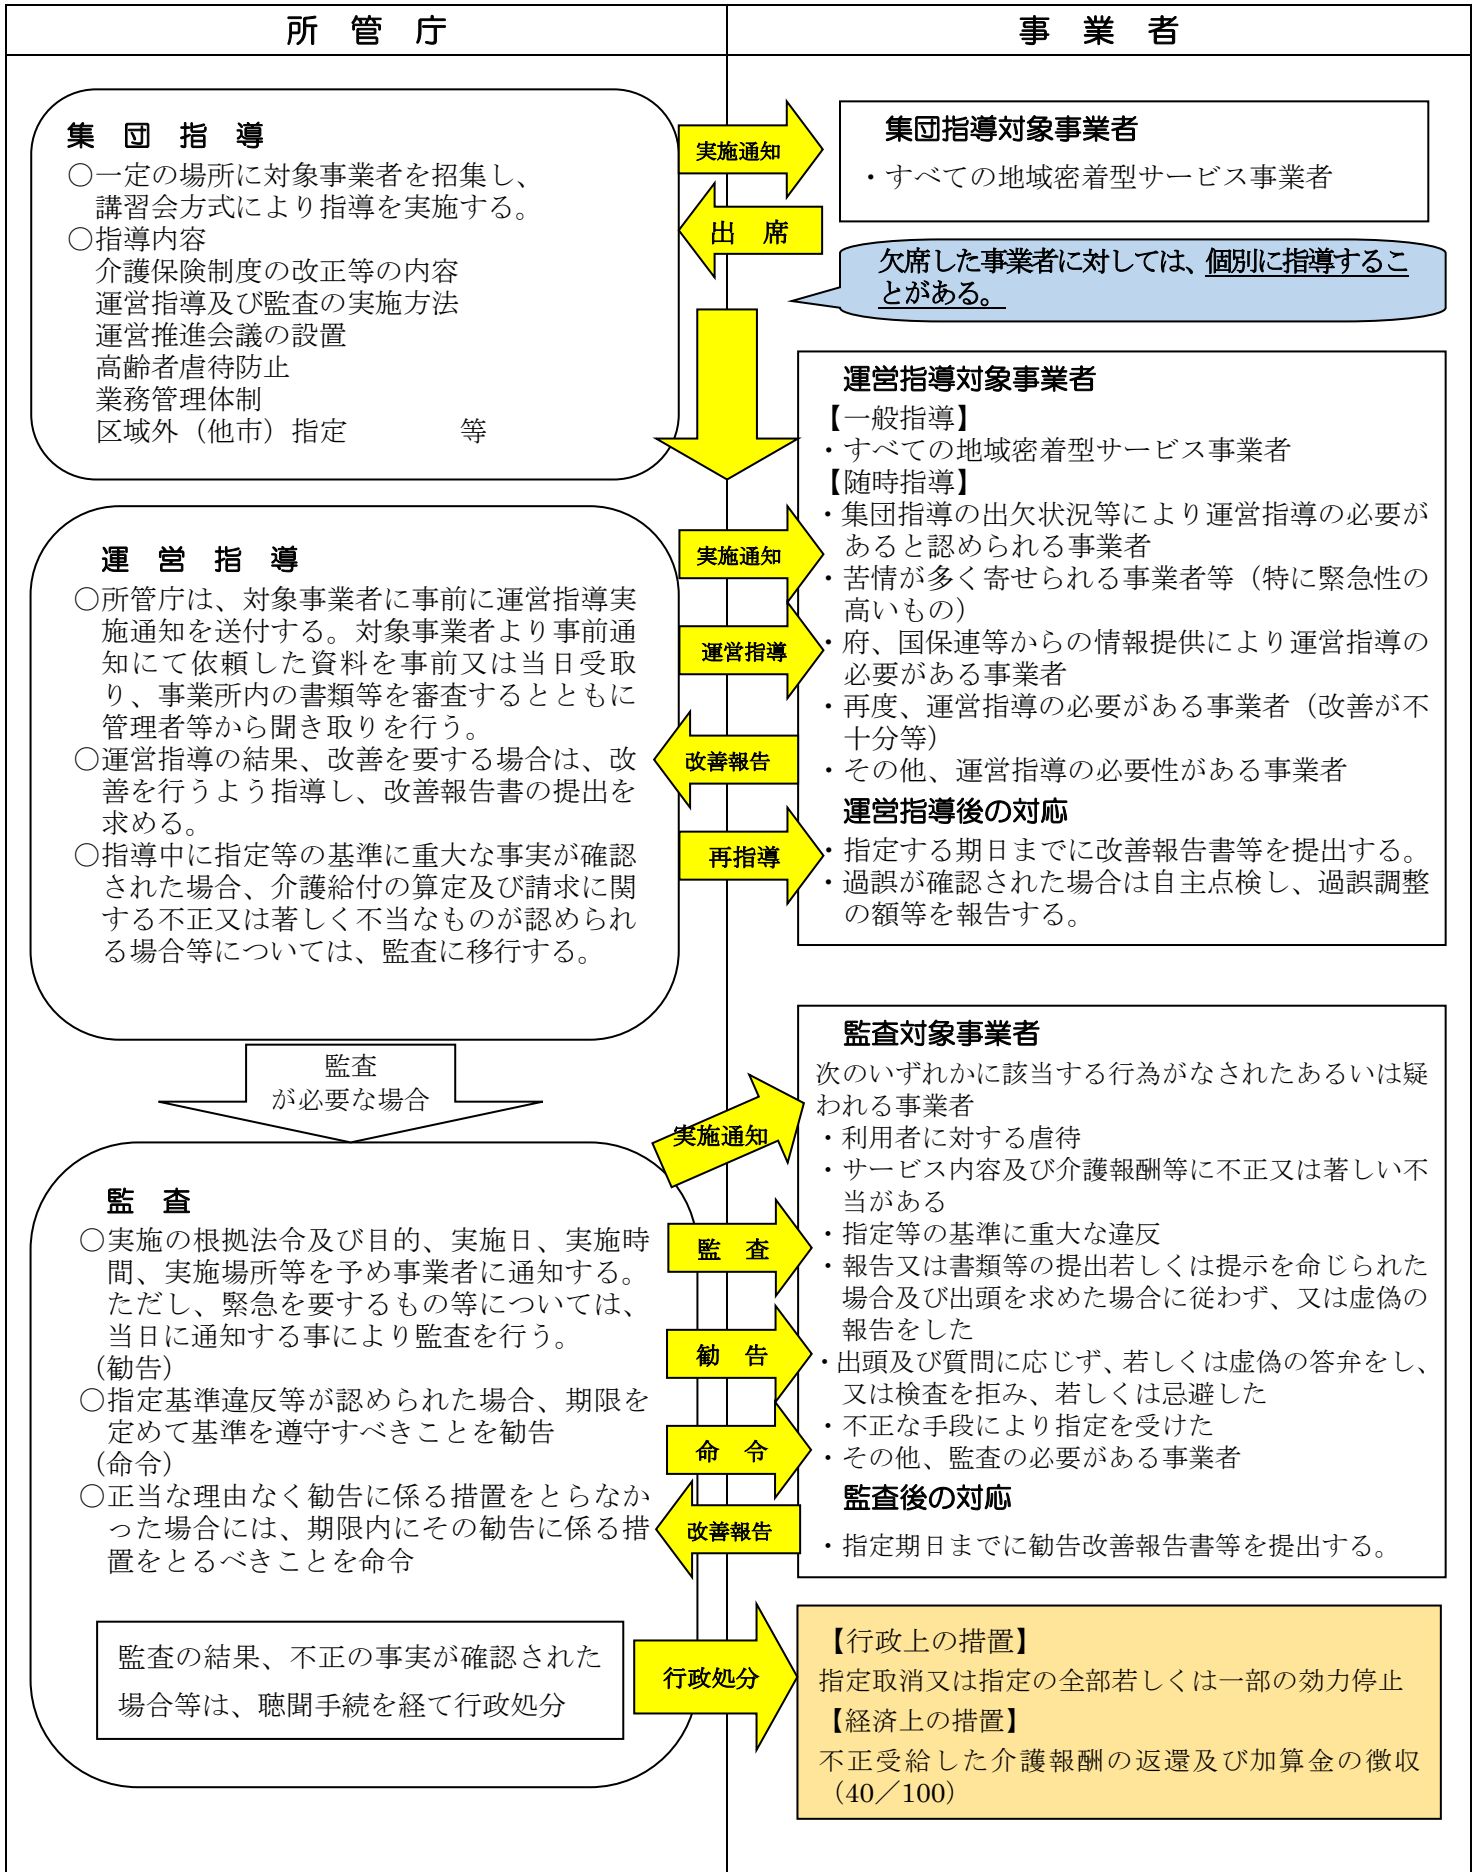 所　管　庁
事　業　者
集　団　指　導
○一定の場所に対象事業者を招集し、
講習会方式により指導を実施する。
○指導内容
介護保険制度の改正等の内容
運営指導及び監査の実施方法
運営推進会議の設置
高齢者虐待防止
業務管理体制
区域外（他市）指定　　　　等
実施通知
出　席
集団指導対象事業者
・すべての地域密着型サービス事業者
欠席した事業者に対しては、個別に指導するこ
とがある。
運　営　指　導
○所管庁は、対象事業者に事前に運営指導実
施通知を送付する。対象事業者より事前通
知にて依頼した資料を事前又は当日受取
り、事業所内の書類等を審査するとともに
管理者等から聞き取りを行う。
○運営指導の結果、改善を要する場合は、改
善を行うよう指導し、改善報告書の提出を
求める。
○指導中に指定等の基準に重大な事実が確認
された場合、介護給付の算定及び請求に関
する不正又は著しく不当なものが認められ
る場合等については、監査に移行する。
実施通知
運営指導
改善報告
再指導
運営指導対象事業者
【一般指導】
・すべての地域密着型サービス事業者
【随時指導】
・集団指導の出欠状況等により運営指導の必要が
あると認められる事業者
・苦情が多く寄せられる事業者等（特に緊急性の
高いもの）
・府、国保連等からの情報提供により運営指導の
必要がある事業者
・再度、運営指導の必要がある事業者（改善が不
十分等）
・その他、運営指導の必要性がある事業者
運営指導後の対応
・指定する期日までに改善報告書等を提出する。
・過誤が確認された場合は自主点検し、過誤調整
の額等を報告する。
監査
が必要な場合
監　査
○実施の根拠法令及び目的、実施日、実施時
間、実施場所等を予め事業者に通知する。
ただし、緊急を要するもの等については、
当日に通知する事により監査を行う。
（勧告）
○指定基準違反等が認められた場合、期限を
定めて基準を遵守すべきことを勧告
（命令）
○正当な理由なく勧告に係る措置をとらなか
った場合には、期限内にその勧告に係る措
置をとるべきことを命令
監査の結果、不正の事実が確認された
場合等は、聴聞手続を経て行政処分
実施通知
監　査
勧　告
命　令
改善報告
行政処分
監査対象事業者
次のいずれかに該当する行為がなされたあるいは疑
われる事業者
・利用者に対する虐待
・サービス内容及び介護報酬等に不正又は著しい不
当がある
・指定等の基準に重大な違反
・報告又は書類等の提出若しくは提示を命じられた
場合及び出頭を求めた場合に従わず、又は虚偽の
報告をした
・出頭及び質問に応じず、若しくは虚偽の答弁をし、
又は検査を拒み、若しくは忌避した
・不正な手段により指定を受けた
・その他、監査の必要がある事業者
監査後の対応
・指定期日までに勧告改善報告書等を提出する。
【行政上の措置】
指定取消又は指定の全部若しくは一部の効力停止
【経済上の措置】
不正受給した介護報酬の返還及び加算金の徴収
（40／100）